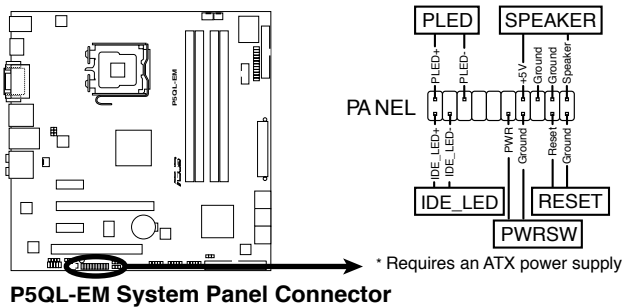 PLED
SPEAKER
PLED+
PLED-
+5V
Ground
Ground
Speaker
P5QL-EM
PANEL
IDE_LED+
IDE_LED-
PWR
Ground
Reset
Ground
IDE_LED
RESET
PWRSW
ASUS
* Requires an ATX power supply
P5QL-EM System Panel Connector